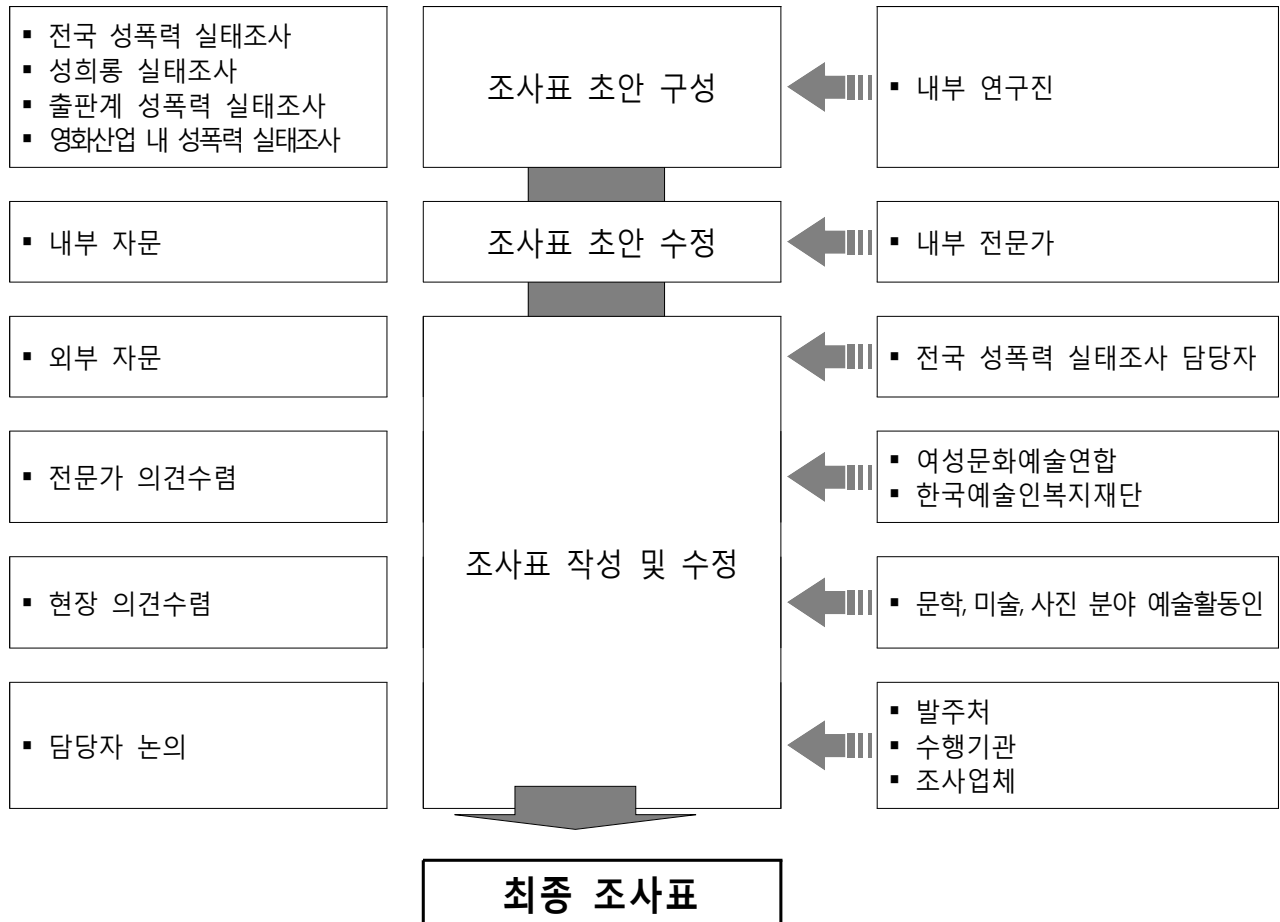 ▪ 전국 성폭력 실태조사
▪ 성희롱 실태조사
▪ 출판계 성폭력 실태조사
▪ 영화산업 내 성폭력 실태조사
조사표 초안 구성
▪ 내부 연구진
▪ 내부 자문
조사표 초안 수정
▪ 내부 전문가
▪ 외부 자문
▪ 전국 성폭력 실태조사 담당자
▪ 전문가 의견수렴
▪ 여성문화예술연합
▪ 한국예술인복지재단
조사표 작성 및 수정
▪ 현장 의견수렴
▪ 문학, 미술, 사진 분야 예술활동인
▪ 담당자 논의
▪ 발주처
▪ 수행기관
▪ 조사업체
최종 조사표